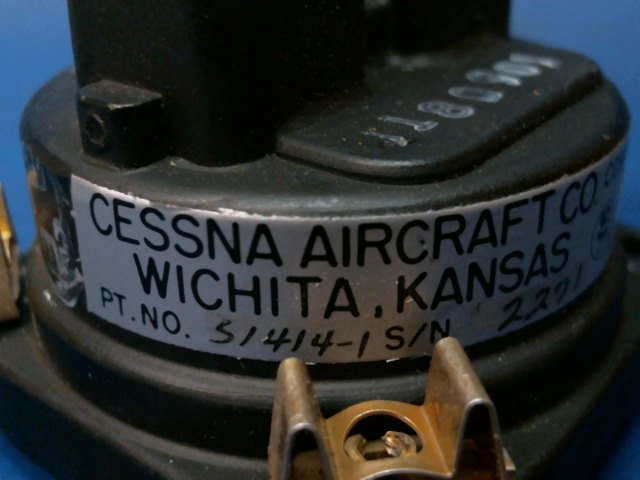 CESSNA AIRCRAFT CO.
WICHITA, KANSAS
PT.NO. S1414-1 S/N 2271